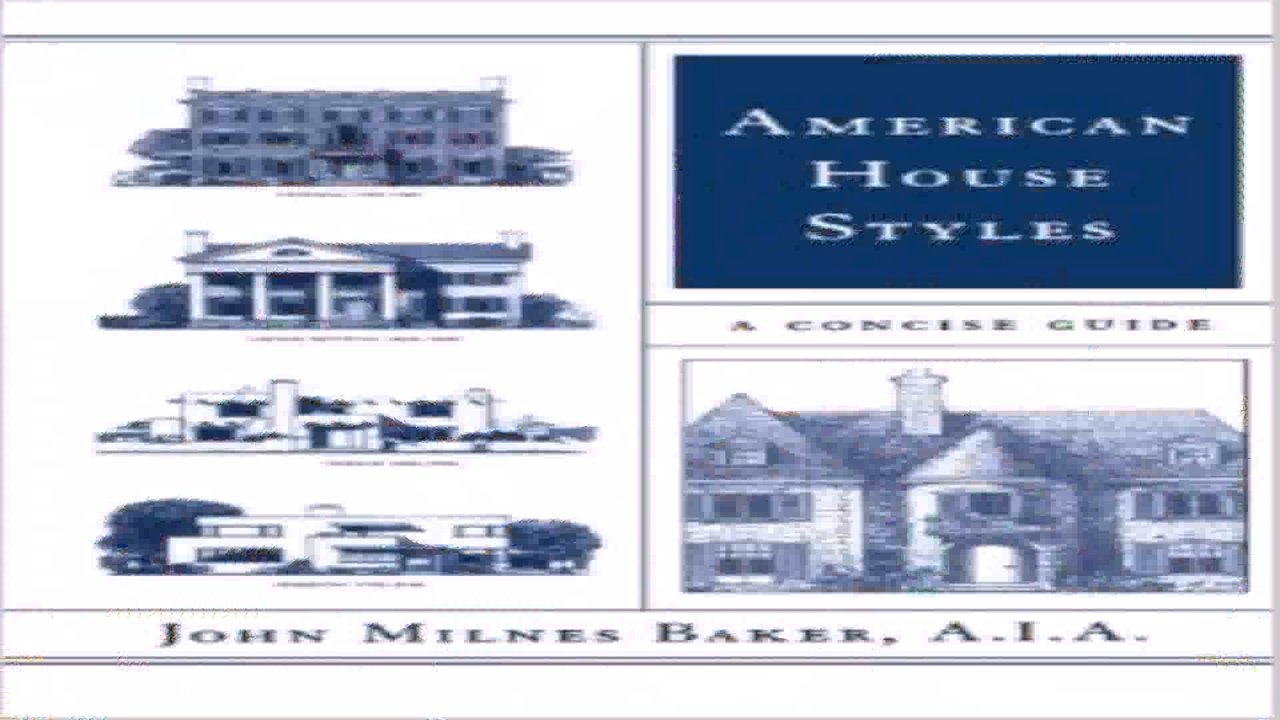 AMERICAN
HOUSE
STYLES
A CONCISE GUIDE
JOHN MILNES BAKER, A.I.A.